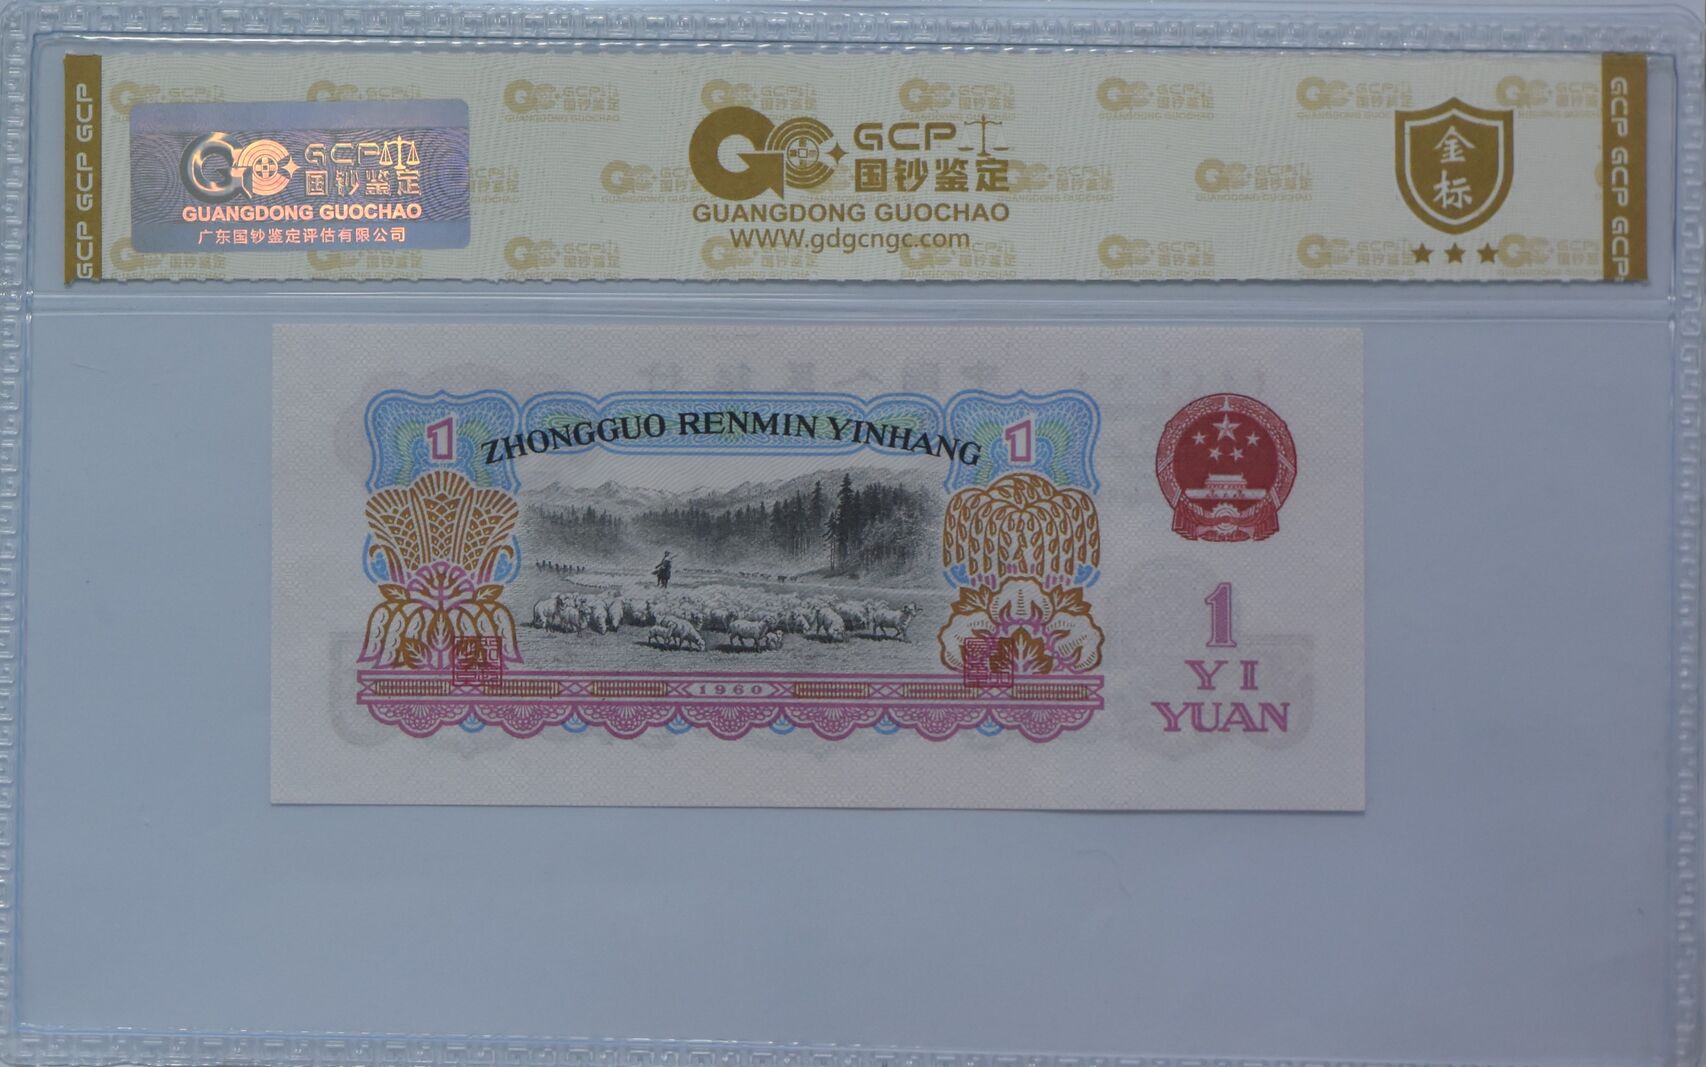 GCP GCP GCP
GCP
国钞鉴定
GUANGDONG GUOCHAO
广东国钞鉴定评估有限公司
GCP
国钞鉴定
GUANGDONG GUOCHAO
WWW.gdgcngc.com
金标
GCP GCP GCP
1
ZHONGGUO RENMIN YINHANG
1
1960
1
YI
YUAN